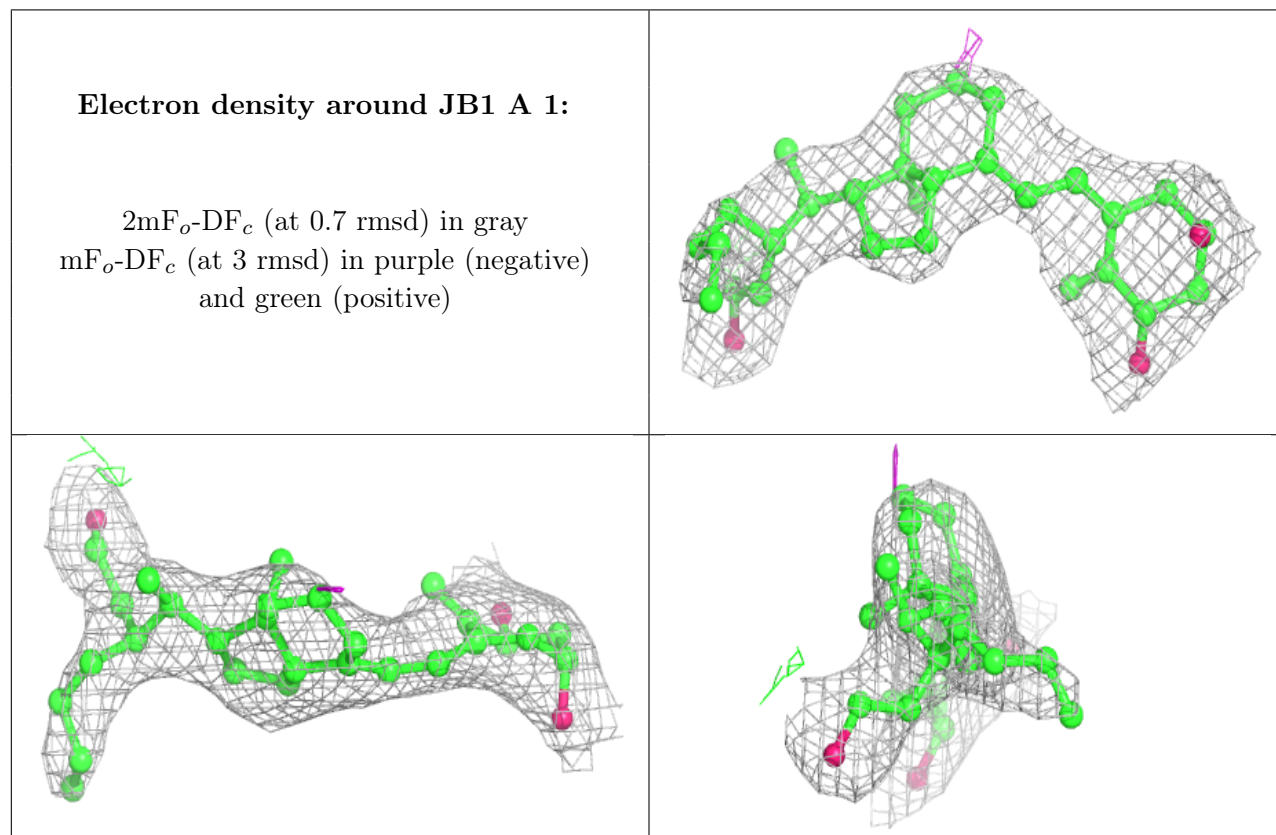 Electron density around JB1 A 1:
2mFo-DFc (at 0.7 rmsd) in gray
mFo-DFc (at 3 rmsd) in purple (negative)
and green (positive)